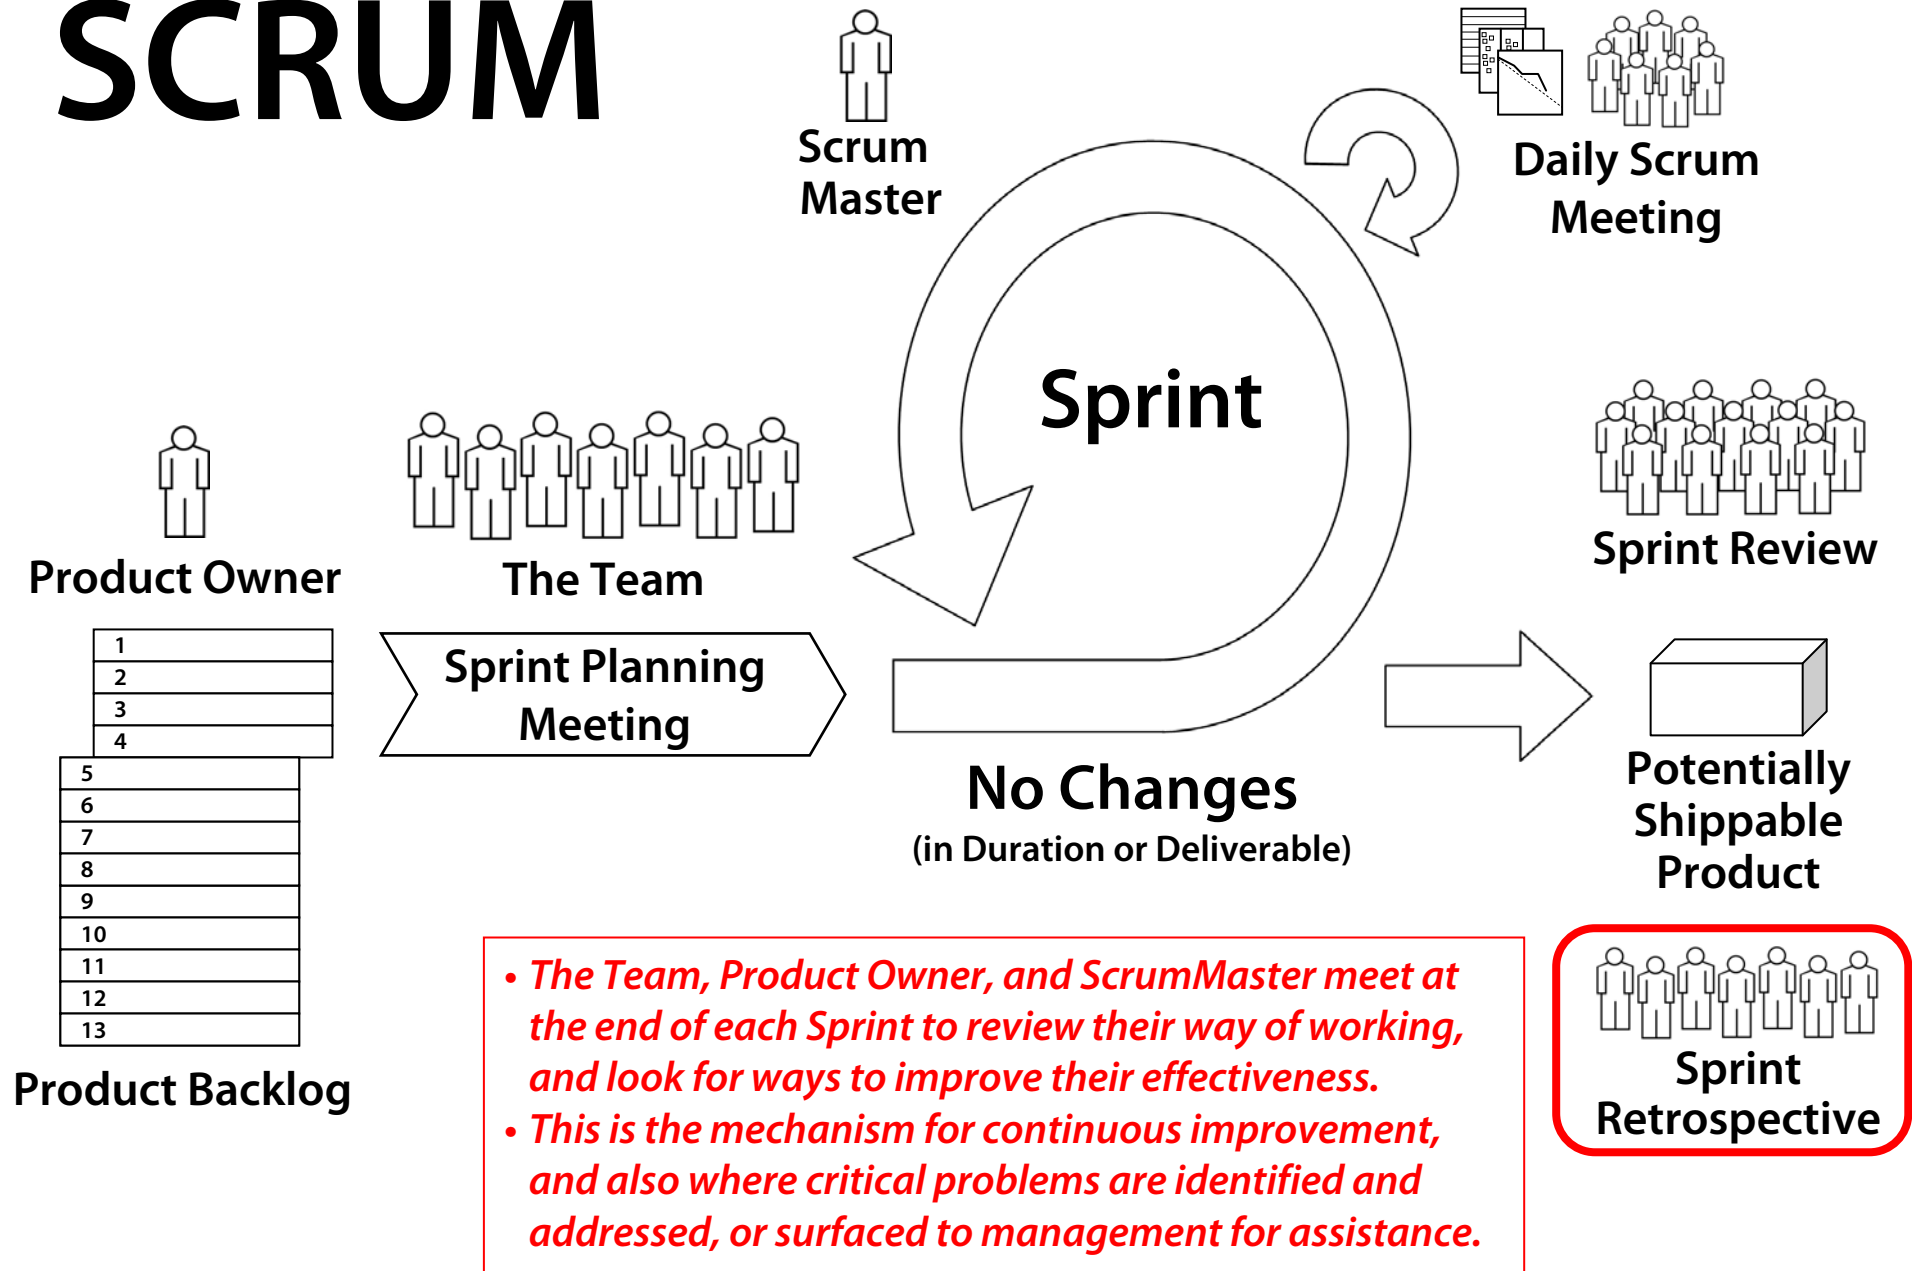 SCRUM
Scrum
Master
Daily Scrum
Meeting
Sprint
Product Owner
The Team
Sprint Review
1
2
3
4
5
6
7
8
9
10
11
12
13
Product Backlog
Sprint Planning
Meeting
No Changes
(in Duration or Deliverable)
Potentially
Shippable
Product
• The Team, Product Owner, and ScrumMaster meet at
the end of each Sprint to review their way of working,
and look for ways to improve their effectiveness.
• This is the mechanism for continuous improvement,
and also where critical problems are identified and
addressed, or surfaced to management for assistance.
Sprint
Retrospective